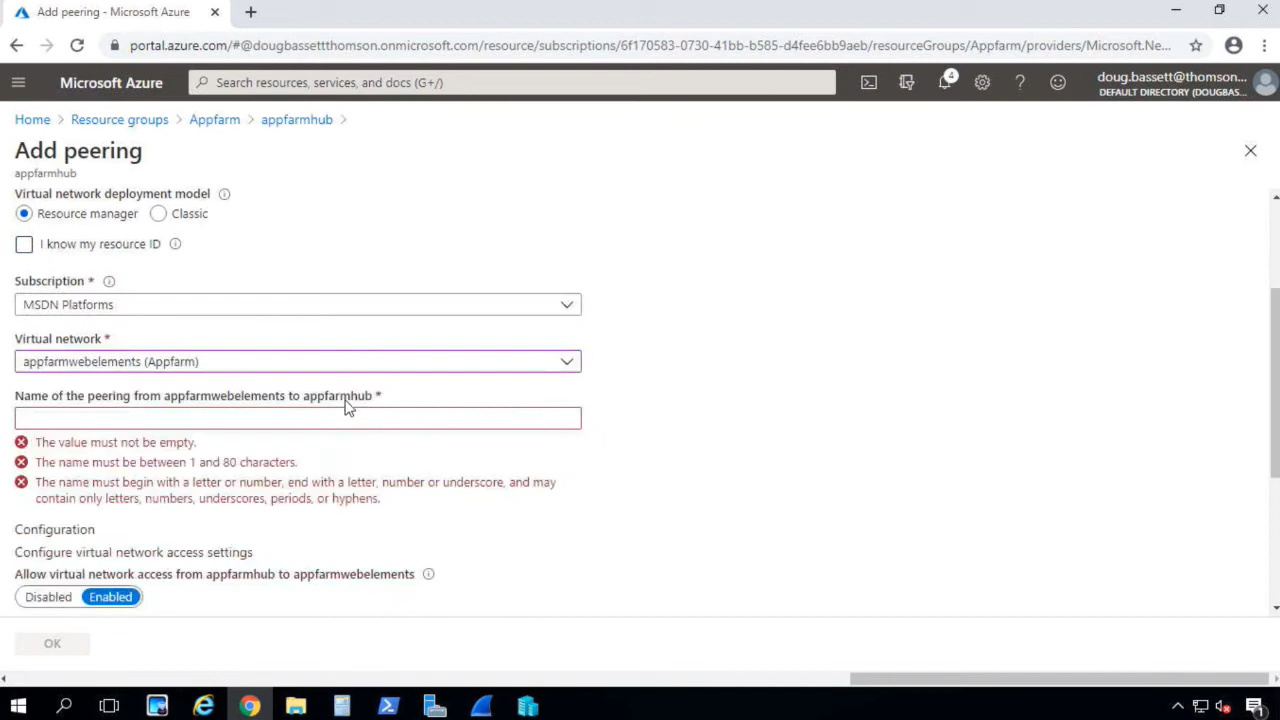 Add peering - Microsoft Azure
portal.azure.com/#@dougbassettthomson.onmicrosoft.com/resource/subscriptions/6f170583-0730-41bb-b585-d4fee6bb9aeb/resourceGroups/Appfarm/providers/Microsoft.Ne...
Microsoft Azure
Search resources, services, and docs (G+/)
4
doug.bassett@thomson...
DEFAULT DIRECTORY (DOUGBAS...
Home > Resource groups > Appfarm > appfarmhub >
Add peering
appfarmhub
Virtual network deployment model
Resource manager Classic
I know my resource ID
Subscription *
MSDN Platforms
Virtual network *
appfarmwebelements (Appfarm)
Name of the peering from appfarmwebelements to appfarmhub *
The value must not be empty.
The name must be between 1 and 80 characters.
The name must begin with a letter or number, end with a letter, number or underscore, and may
contain only letters, numbers, underscores, periods, or hyphens.
Configuration
Configure virtual network access settings
Allow virtual network access from appfarmhub to appfarmwebelements
Disabled Enabled
OK
1